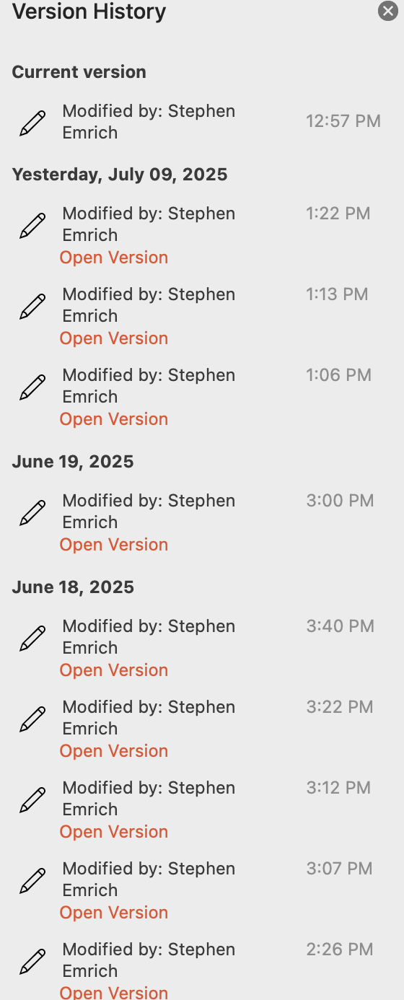 Version History
Current version
Modified by: Stephen
Emrich
12:57 PM
Yesterday, July 09, 2025
Modified by: Stephen
Emrich
1:22 PM
Open Version
Modified by: Stephen
Emrich
1:13 PM
Open Version
Modified by: Stephen
Emrich
1:06 PM
Open Version
June 19, 2025
Modified by: Stephen
Emrich
3:00 PM
Open Version
June 18, 2025
Modified by: Stephen
Emrich
3:40 PM
Open Version
Modified by: Stephen
Emrich
3:22 PM
Open Version
Modified by: Stephen
Emrich
3:12 PM
Open Version
Modified by: Stephen
Emrich
3:07 PM
Open Version
Modified by: Stephen
Emrich
2:26 PM
Open Version